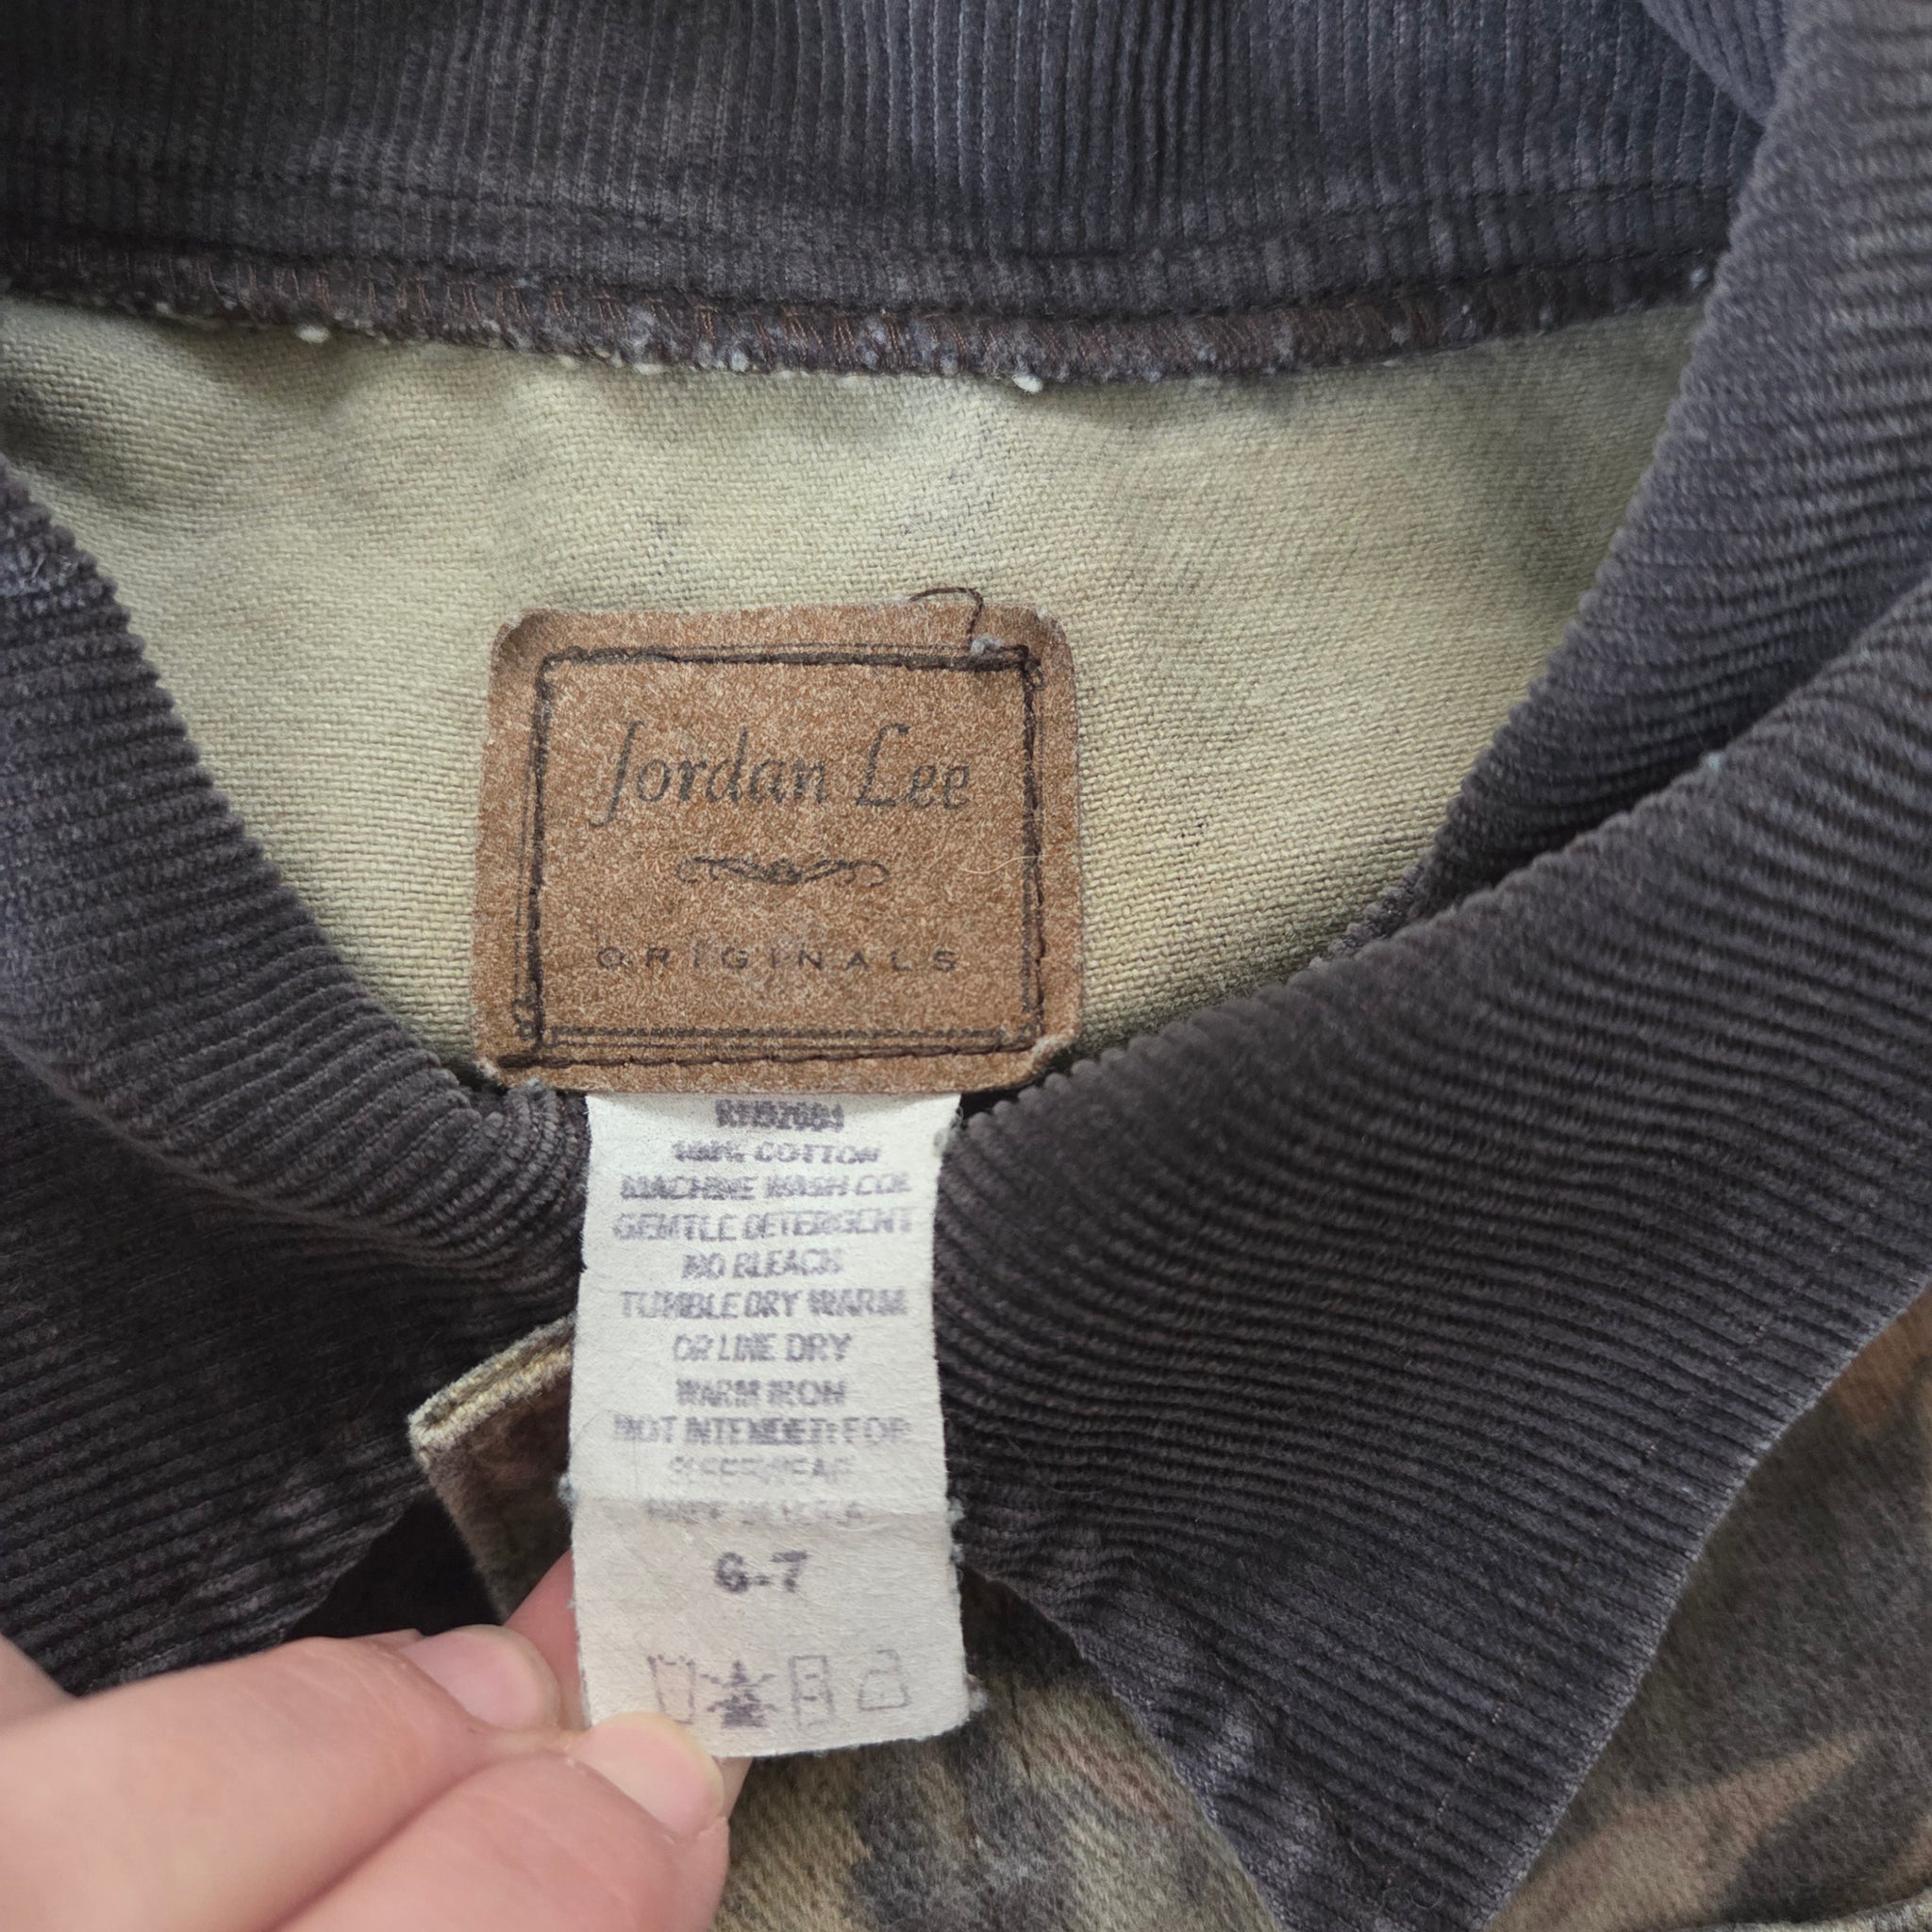 Jordan Lee
ORIGINALS
100% COTTON
MACHINE WASH COL
GENTLE DETERGENT
NO BLEACH
TUMBLE DRY WARM
OR LINE DRY
WARM IRON
NOT INTENDED FOR
SLEEPWEAR
6-7